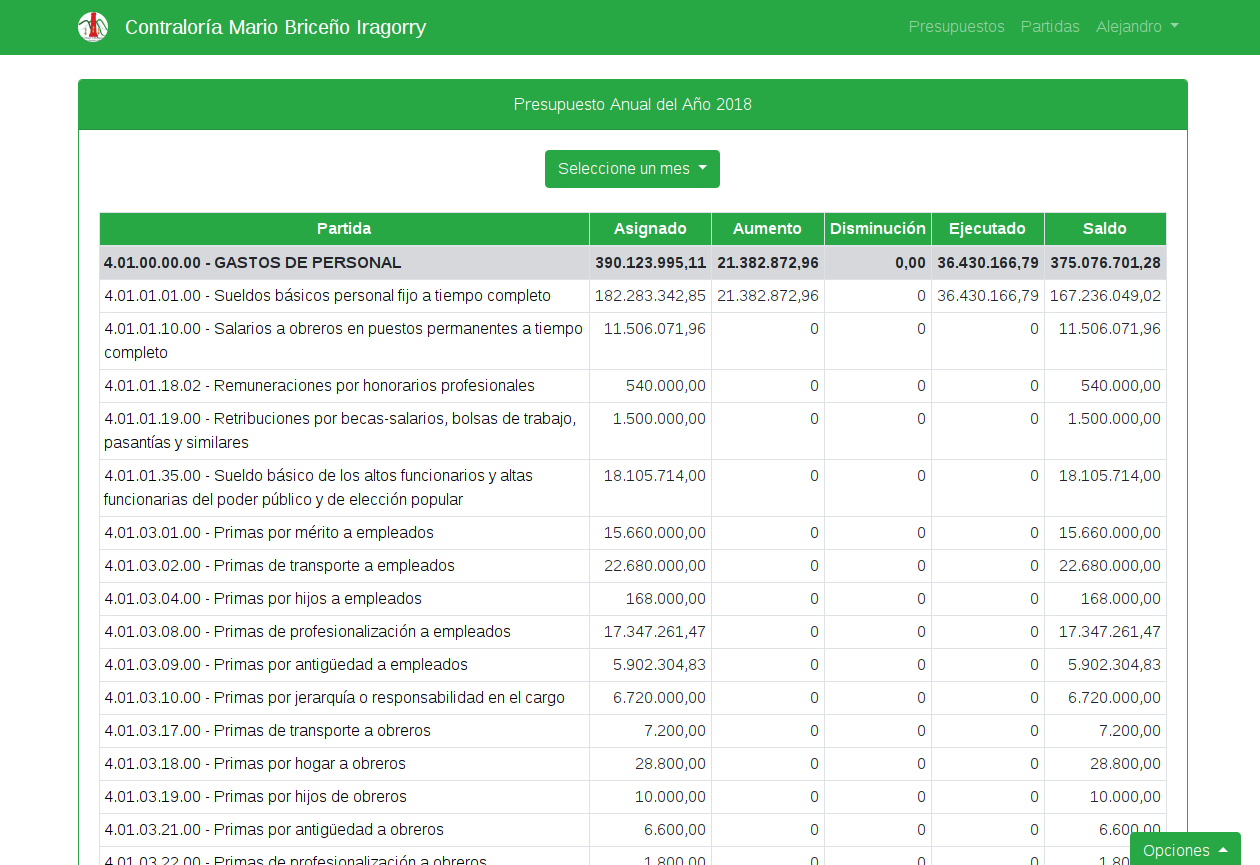 Contraloría Mario Briceño Iragorry
Presupuestos Partidas Alejandro
Presupuesto Anual del Año 2018
Seleccione un mes
Partida Asignado Aumento Disminución Ejecutado Saldo
4.01.00.00.00 - GASTOS DE PERSONAL 390.123.995,11 21.382.872,96 0,00 36.430.166,79 375.076.701,28
4.01.01.01.00 - Sueldos básicos personal fijo a tiempo completo 182.283.342,85 21.382.872,96 0 36.430.166,79 167.236.049,02
4.01.01.10.00 - Salarios a obreros en puestos permanentes a tiempo 11.506.071,96 0 0 0 11.506.071,96
completo
4.01.01.18.02 - Remuneraciones por honorarios profesionales 540.000,00 0 0 0 540.000,00
4.01.01.19.00 - Retribuciones por becas-salarios, bolsas de trabajo, 1.500.000,00 0 0 0 1.500.000,00
pasantías y similares
4.01.01.35.00 - Sueldo básico de los altos funcionarios y altas 18.105.714,00 0 0 0 18.105.714,00
funcionarias del poder público y de elección popular
4.01.03.01.00 - Primas por mérito a empleados 15.660.000,00 0 0 0 15.660.000,00
4.01.03.02.00 - Primas de transporte a empleados 22.680.000,00 0 0 0 22.680.000,00
4.01.03.04.00 - Primas por hijos a empleados 168.000,00 0 0 0 168.000,00
4.01.03.08.00 - Primas de profesionalización a empleados 17.347.261,47 0 0 0 17.347.261,47
4.01.03.09.00 - Primas por antigüedad a empleados 5.902.304,83 0 0 0 5.902.304,83
4.01.03.10.00 - Primas por jerarquía o responsabilidad en el cargo 6.720.000,00 0 0 0 6.720.000,00
4.01.03.17.00 - Primas de transporte a obreros 7.200,00 0 0 0 7.200,00
4.01.03.18.00 - Primas por hogar a obreros 28.800,00 0 0 0 28.800,00
4.01.03.19.00 - Primas por hijos de obreros 10.000,00 0 0 0 10.000,00
4.01.03.21.00 - Primas por antigüedad a obreros 6.600,00 0 0 0 6.600,00
4.01.03.22.00 - Primas de profesionalización a obreros 1.800,00 0 0 0 1.80
Opciones